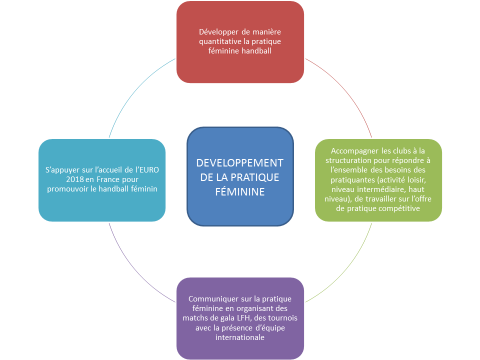 Développer de manière
quantitative la pratique
féminine handball
S'appuyer sur l'accueil de l'EURO
2018 en France pour
promouvoir le handball féminin
DEVELOPPEMENT
DE LA PRATIQUE
FÉMININE
Accompagner les clubs à la
structuration pour répondre à
l'ensemble des besoins des
pratiquantes (activité loisir,
niveau intermédiaire, haut
niveau), de travailler sur l'offre
de pratique compétitive
Communiquer sur la pratique
féminine en organisant des
matchs de gala LFH, des tournois
avec la présence d'équipe
internationale